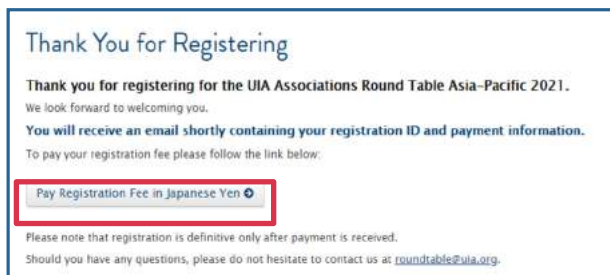 Thank You for Registering
Thank you for registering for the UIA Associations Round Table Asia-Pacific 2021.
We look forward to welcoming you.
You will receive an email shortly containing your registration ID and payment information.
To pay your registration fee please follow the link below:
Pay Registration Fee in Japanese Yen
Please note that registration is definitive only after payment is received.
Should you have any questions, please do not hesitate to contact us at roundtable@uia.org.